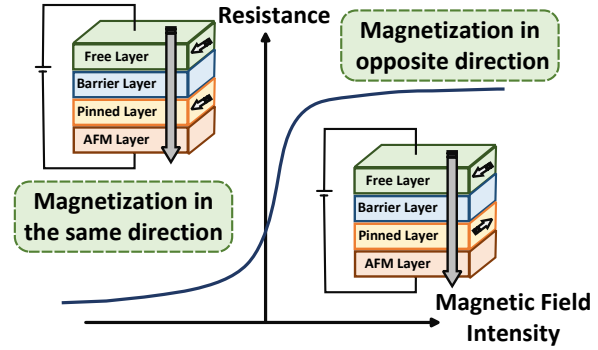 Resistance
Free Layer
Barrier Layer
Pinned Layer
AFM Layer
Magnetization in
opposite direction
Magnetization in
the same direction
Free Layer
Barrier Layer
Pinned Layer
AFM Layer
Magnetic Field
Intensity